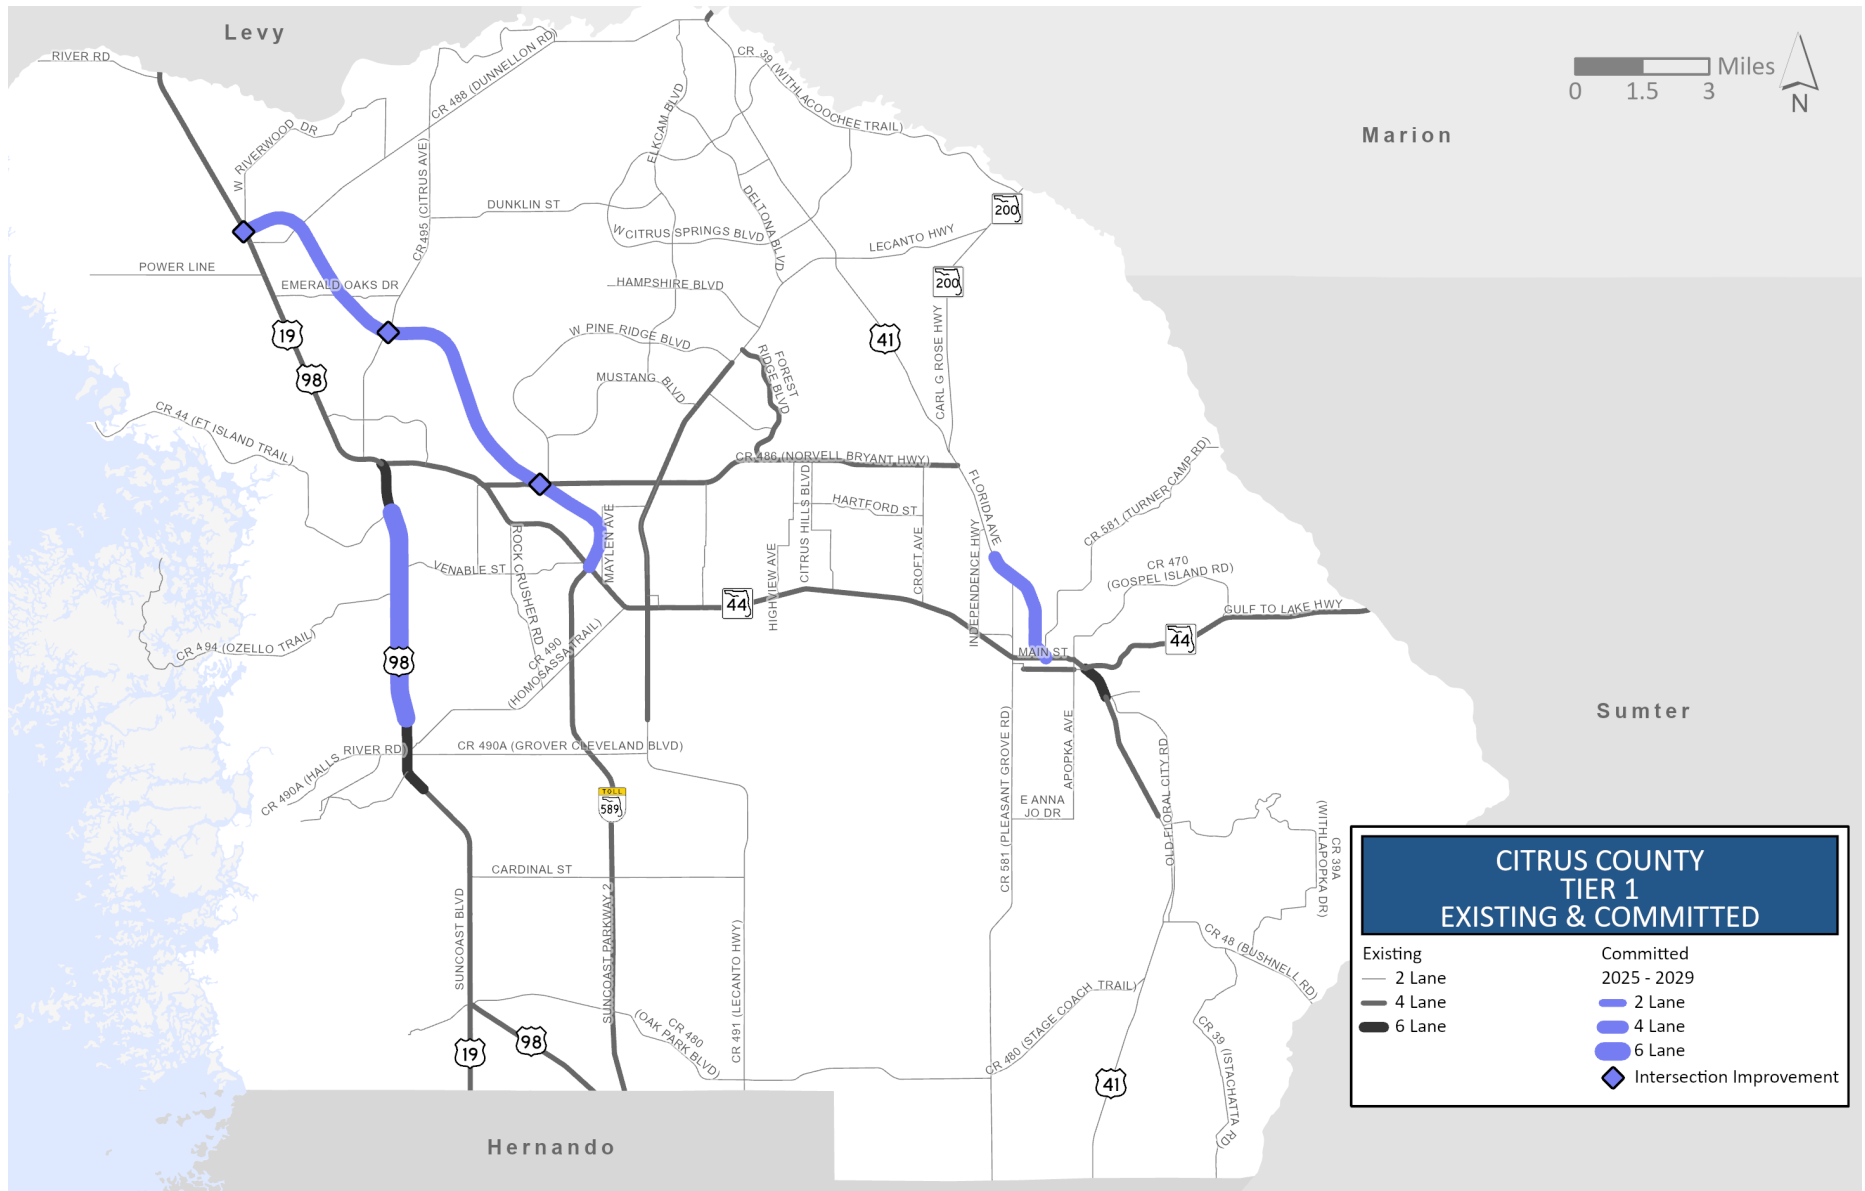 Levy
RIVER RD
CR 488 (DUNNELLON RD)
CR 39 (WITHLACOOCHEE TRAIL)
Miles
0 1.5 3
N
Marion
W RIVERWOOD DR
CR 495 (CITRUS AVE)
ELKCAM BLVD
DUNKLIN ST
DELTONA BLVD
W CITRUS SPRINGS BLVD
LECANTO HWY
200
200
POWER LINE
EMERALD OAKS DR
HAMPSHIRE BLVD
19
98
W PINE RIDGE BLVD
41
CARL G ROSE HWY
MUSTANG BLVD
FOREST
RIDGE BLVD
CR 44 (FT ISLAND TRAIL)
CR 486 (NORVELL BRYANT HWY)
CR 581 (TURNER CAMP RD)
FLORIDA AVE
HARTFORD ST
CITRUS HILLS BLVD
HIGHVIEW AVE
CROFT AVE
INDEPENDENCE HWY
MAYLEN AVE
ROCK CRUSHER RD
VENABLE ST
CR 470
(GOSPEL ISLAND RD)
GULF TO LAKE HWY
44
44
MAIN ST
CR 494 (OZELLO TRAIL)
98
CR 490
(HOMOSASSA TRAIL)
CR 490A (HALLS RIVER RD)
CR 490A (GROVER CLEVELAND BLVD)
Sumter
CR 581 (PLEASANT GROVE RD)
APOPKA AVE
OLD FLORAL CITY RD
E ANNA
JO DR
TOLL
589
CR 39A
(WITHLAPOPKA DR)
CARDINAL ST
SUNCOAST BLVD
SUNCOAST PARKWAY 2
CR 491 (LECANTO HWY)
CR 48 (BUSHNELL RD)
CR 480
(OAK PARK BLVD)
CR 480 (STAGE COACH TRAIL)
CR 39 (ISTACHATTA RD)
98
19
41
Hernando
CITRUS COUNTY
TIER 1
EXISTING & COMMITTED
Existing
2 Lane
4 Lane
6 Lane
Committed
2025 - 2029
2 Lane
4 Lane
6 Lane
Intersection Improvement